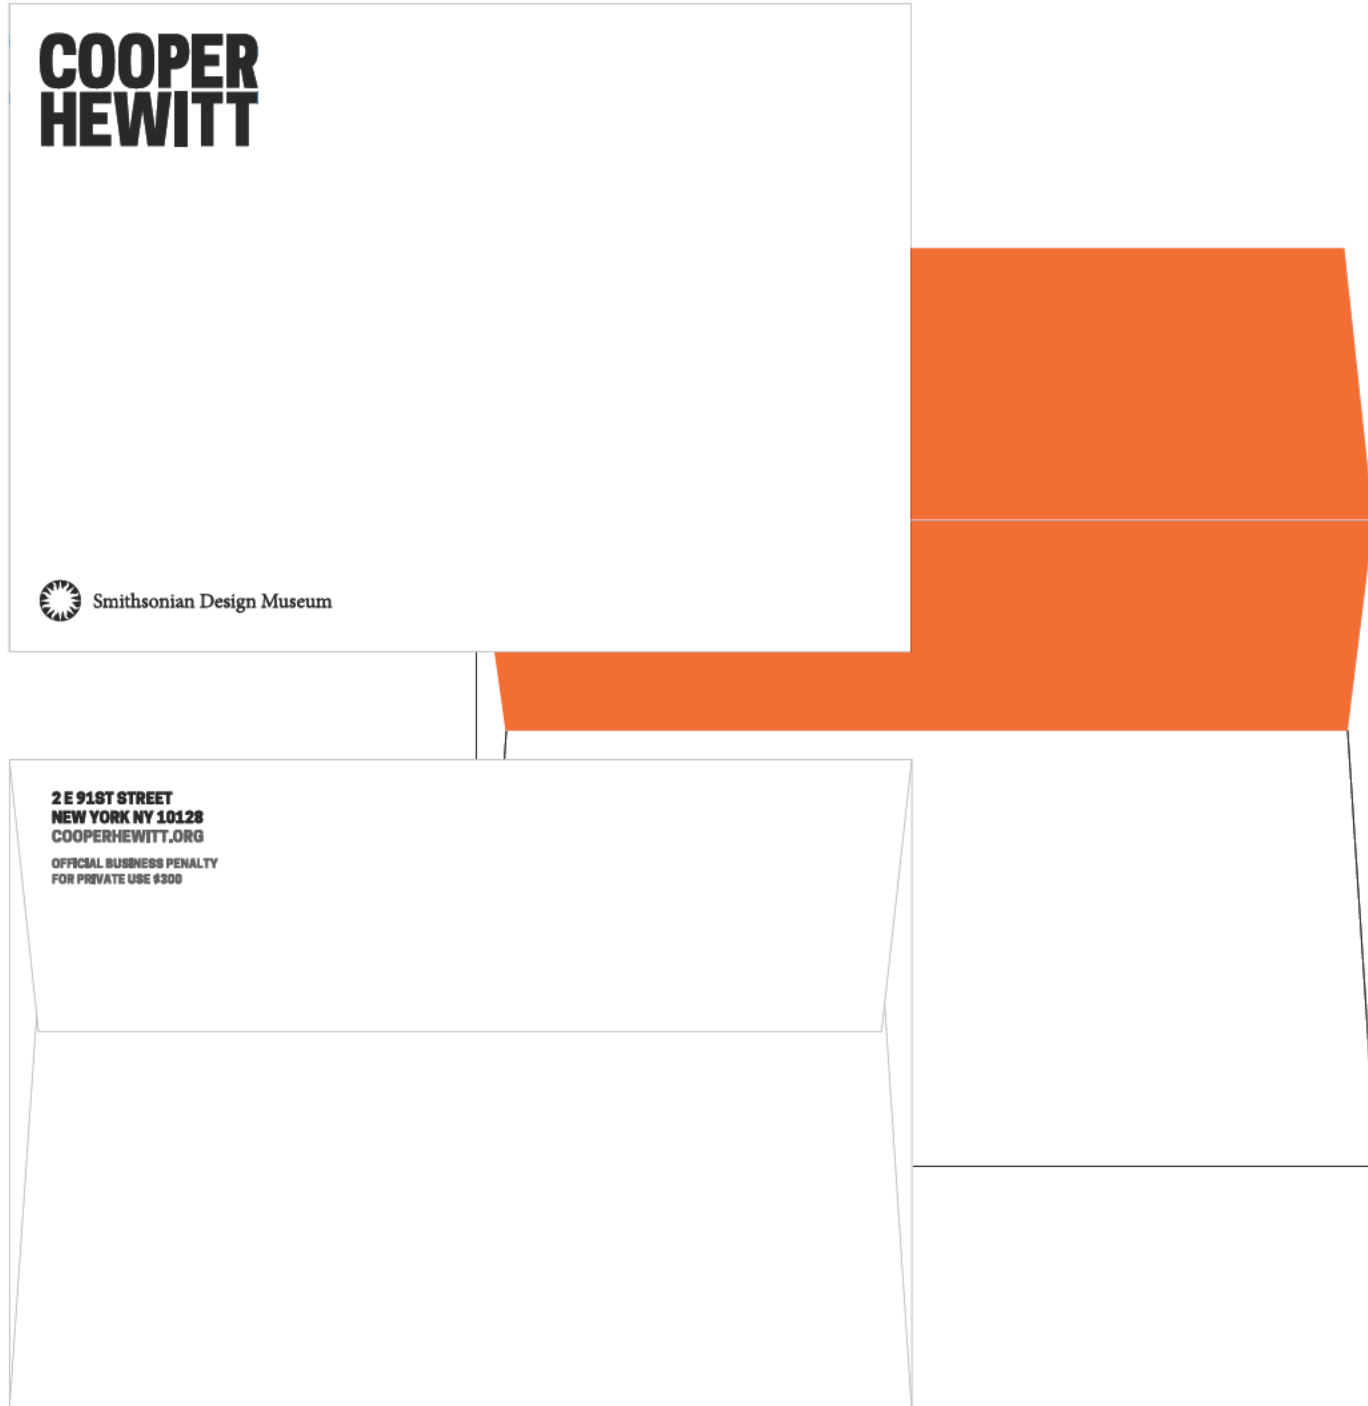 COOPER
HEWITT
Smithsonian Design Museum
2 E 91ST STREET
NEW YORK NY 10128
COOPERHEWITT.ORG
OFFICIAL BUSINESS PENALTY
FOR PRIVATE USE $300